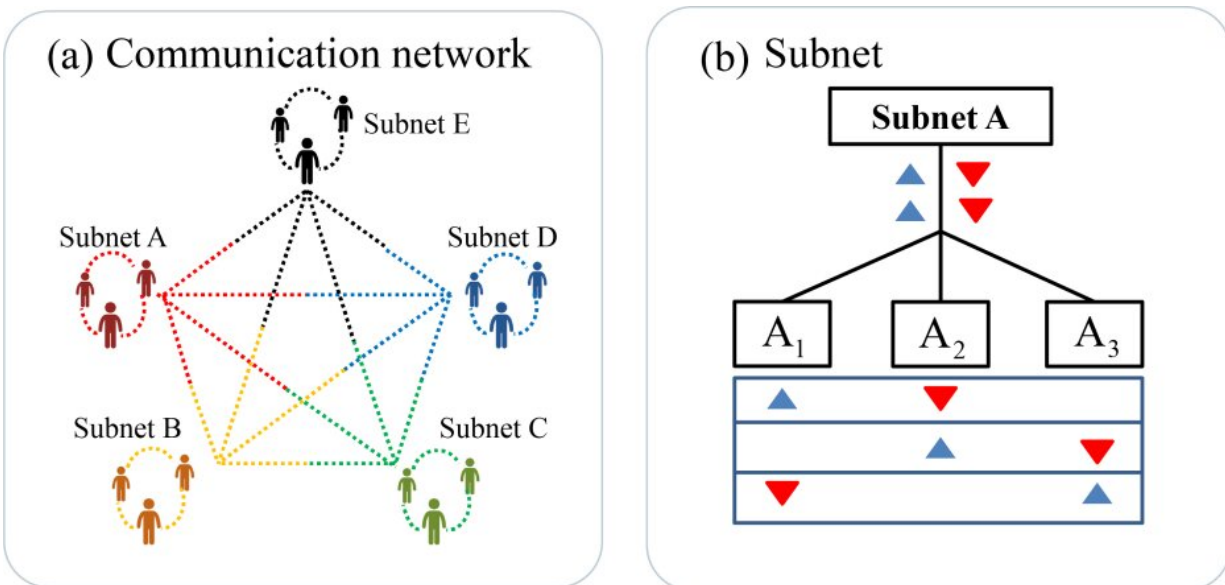 (a) Communication network
Subnet E
Subnet A
Subnet D
Subnet B
Subnet C
(b) Subnet
Subnet A
A₁
A₂
A₃